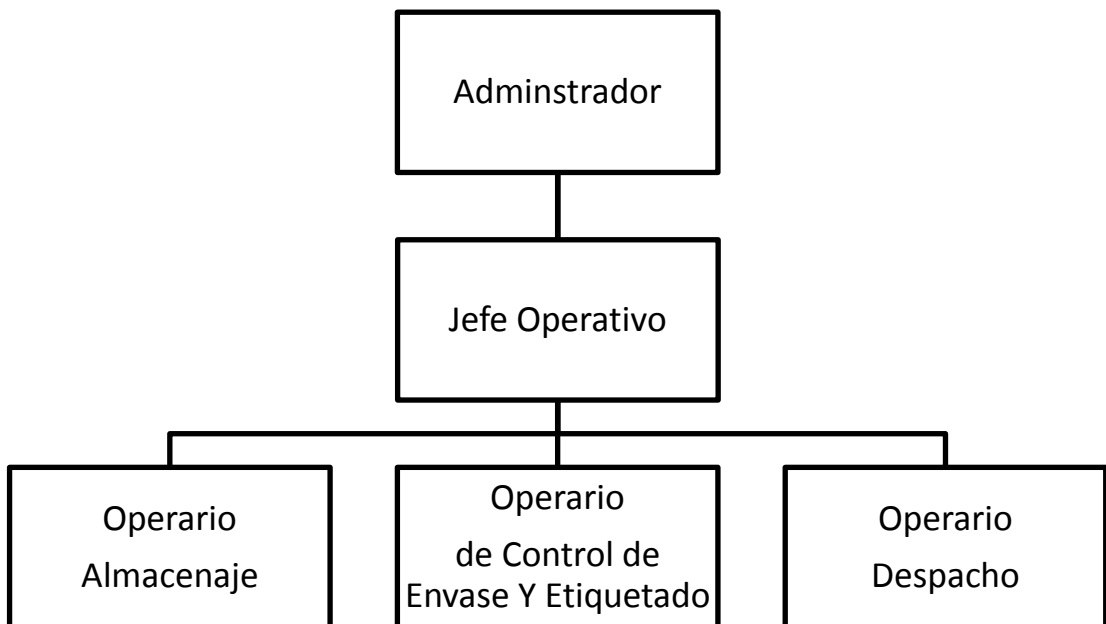 Adminstrador
Jefe Operativo
Operario
Almacenaje
Operario
de Control de
Envase Y Etiquetado
Operario
Despacho